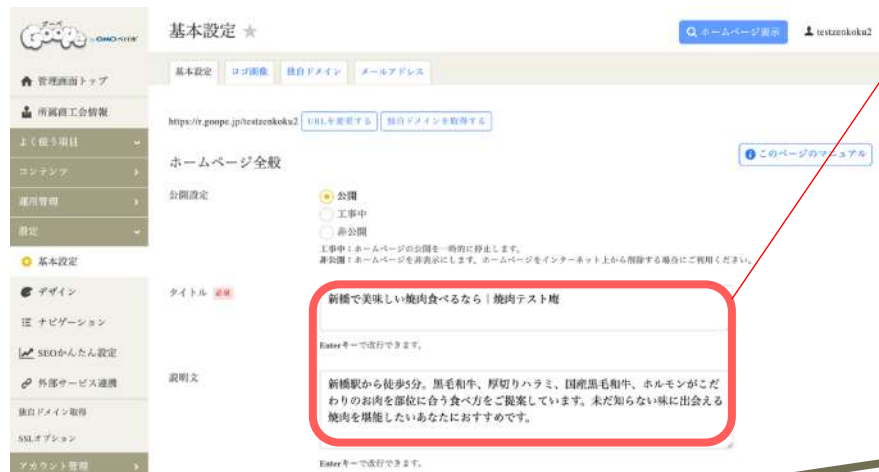 グーペ
Goope by GMOペパボ
基本設定 ★
ホームページ表示
testzenkoku2
管理画面トップ
所属商工会情報
よく使う項目
コンテンツ
運用管理
設定
基本設定
デザイン
ナビゲーション
SEOかんたん設定
外部サービス連携
独自ドメイン取得
SSLオプション
アカウント管理
基本設定 ロゴ画像 独自ドメイン メールアドレス
https://r.goope.jp/testzenkoku2 URLを変更する 独自ドメインを取得する
ホームページ全般
このページのマニュアル
公開設定
公開
工事中
非公開
工事中：ホームページの公開を一時的に停止します。
非公開：ホームページを非表示にします。ホームページをインターネット上から削除する場合にご利用ください。
タイトル 必須
新橋で美味しい焼肉食べるなら｜焼肉テスト庵
Enterキーで改行できます。
説明文
新橋駅から徒歩5分。黒毛和牛、厚切りハラミ、国産黒毛和牛、ホルモンがこだ
わりのお肉を部位に合う食べ方をご提案しています。未だ知らない味に出会える
焼肉を堪能したいあなたにおすすめです。
Enterキーで改行できます。